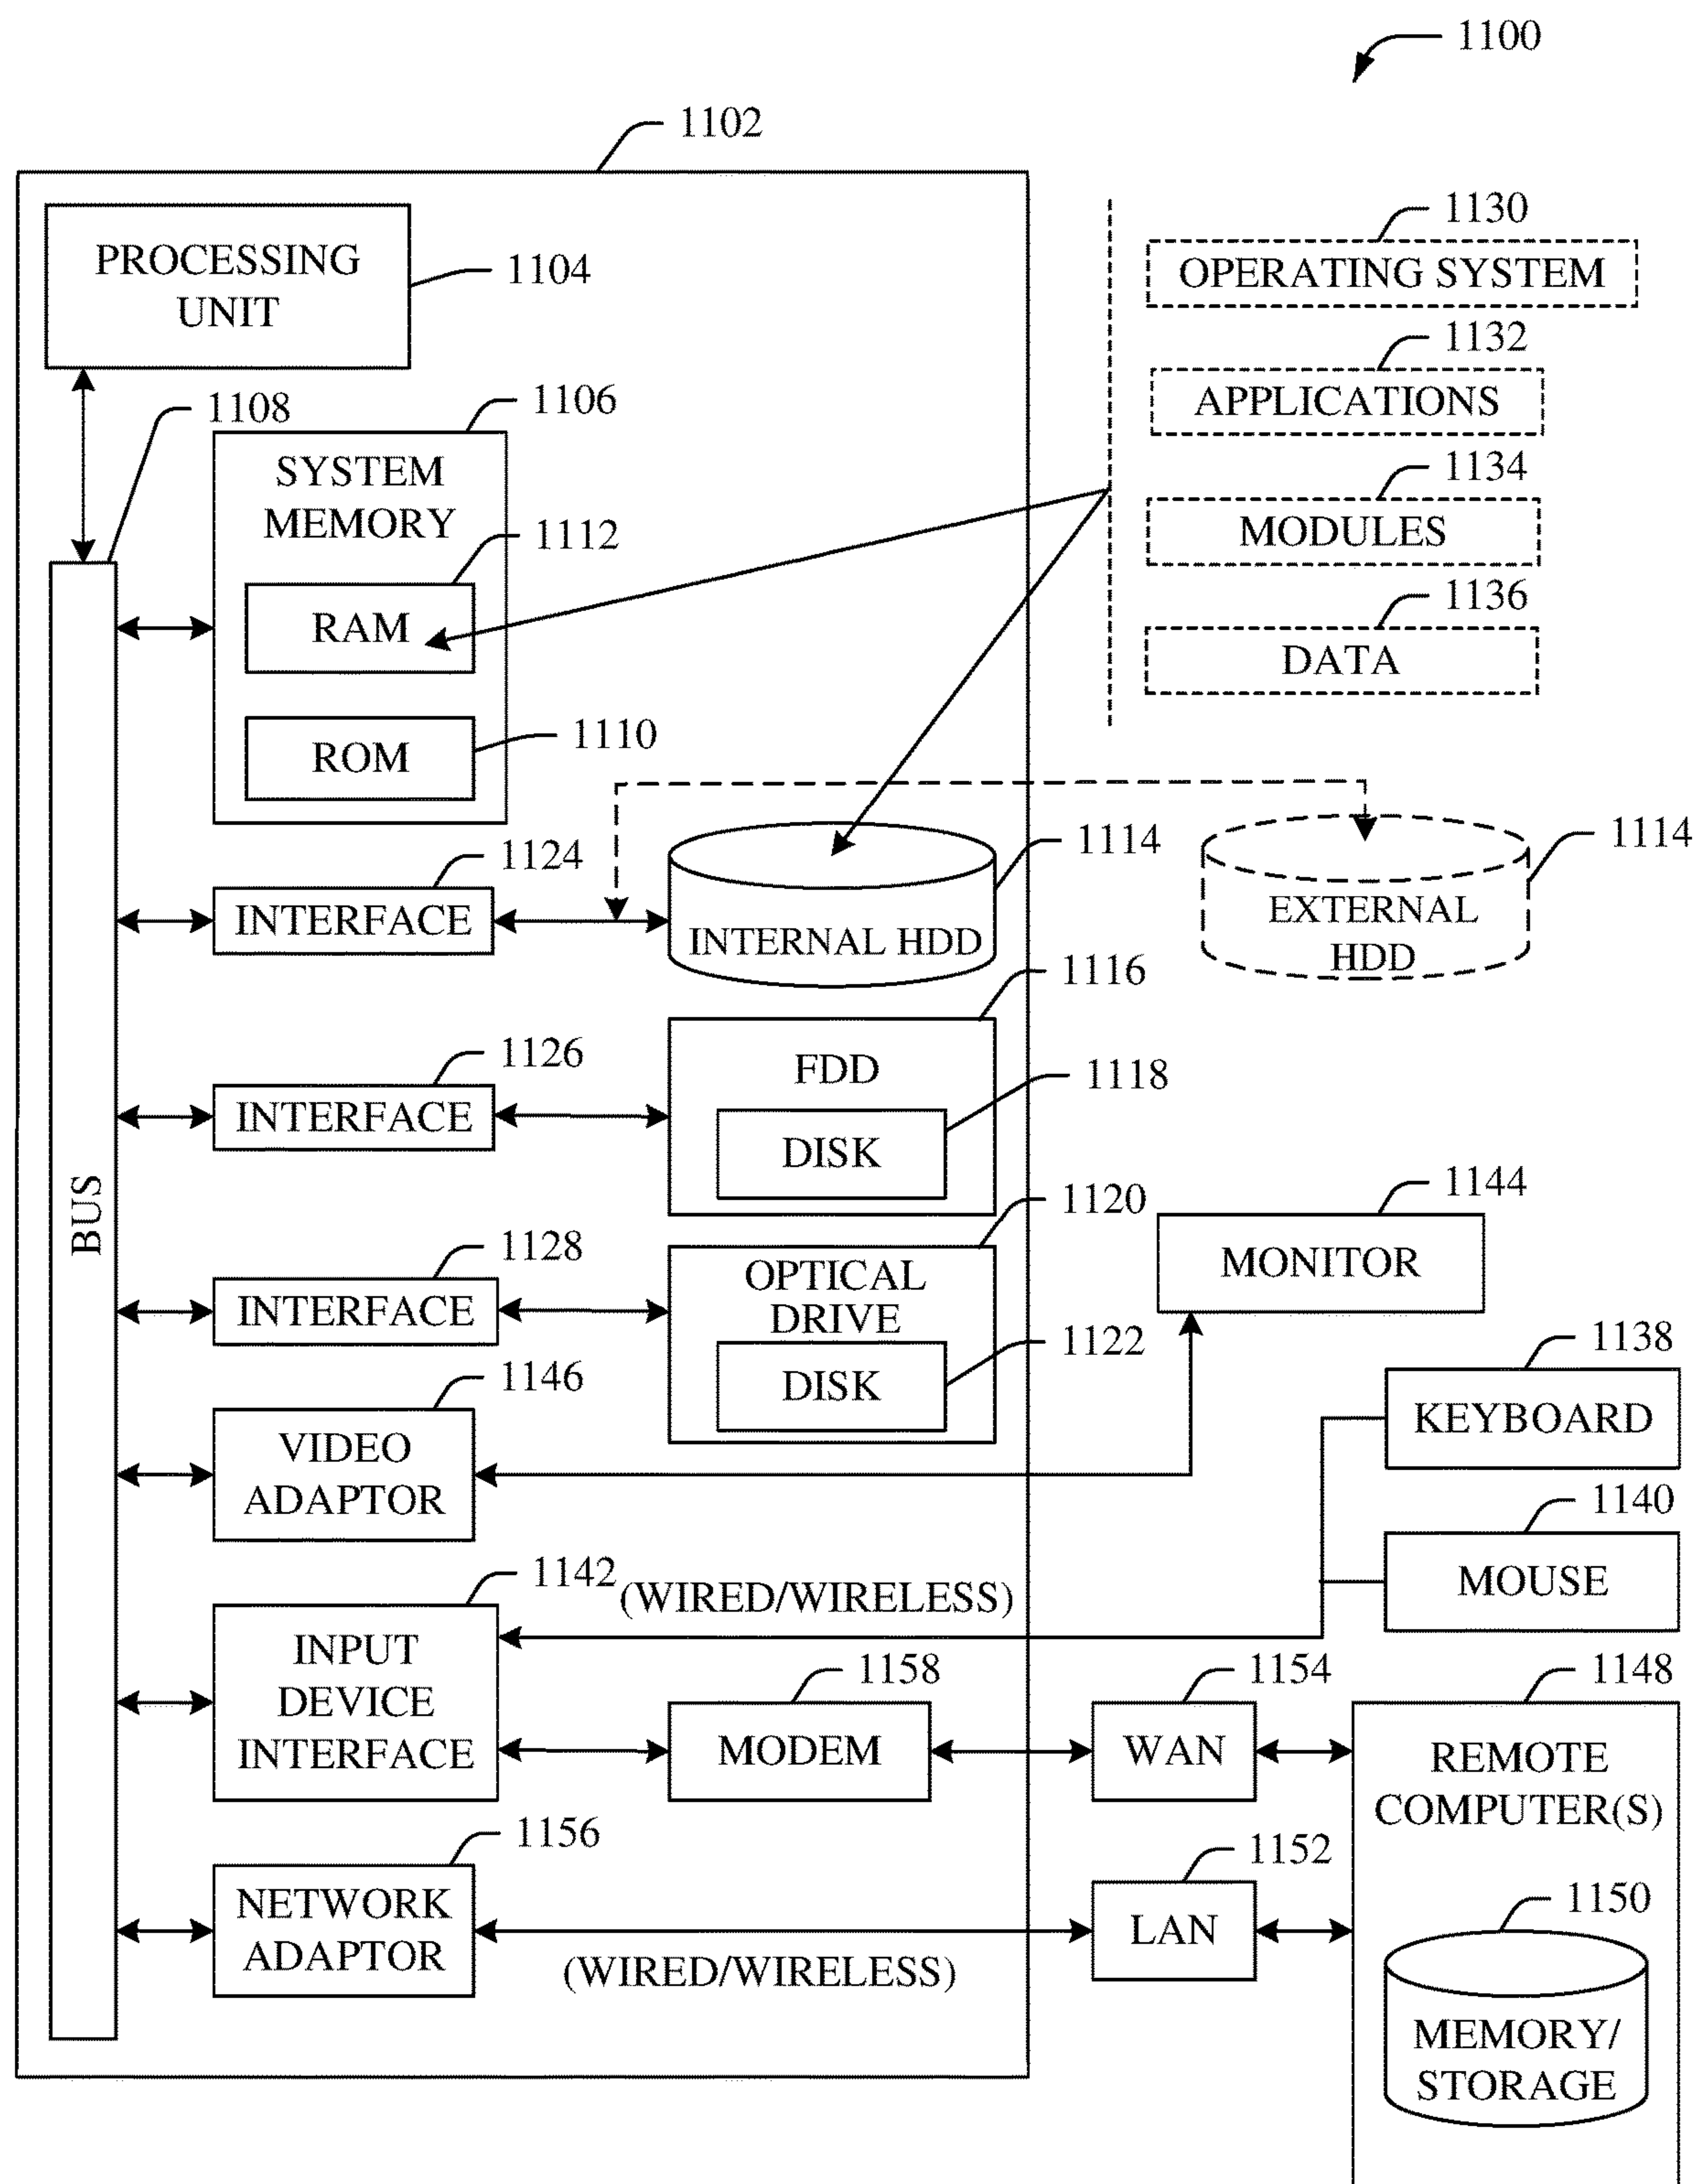 1100
1102
PROCESSING
UNIT
1104
1108
1106
SYSTEM
MEMORY
1112
RAM
ROM
1110
1130
OPERATING SYSTEM
1132
APPLICATIONS
1134
MODULES
1136
DATA
1124
INTERFACE
INTERNAL HDD
1114
EXTERNAL
HDD
1114
1126
INTERFACE
1116
FDD
1118
DISK
BUS
1128
INTERFACE
1120
OPTICAL
DRIVE
1122
DISK
1144
MONITOR
1146
VIDEO
ADAPTOR
1138
KEYBOARD
1140
MOUSE
1142
(WIRED/WIRELESS)
INPUT
DEVICE
INTERFACE
1158
MODEM
1154
WAN
1148
REMOTE
COMPUTER(S)
1156
NETWORK
ADAPTOR
(WIRED/WIRELESS)
1152
LAN
1150
MEMORY/
STORAGE